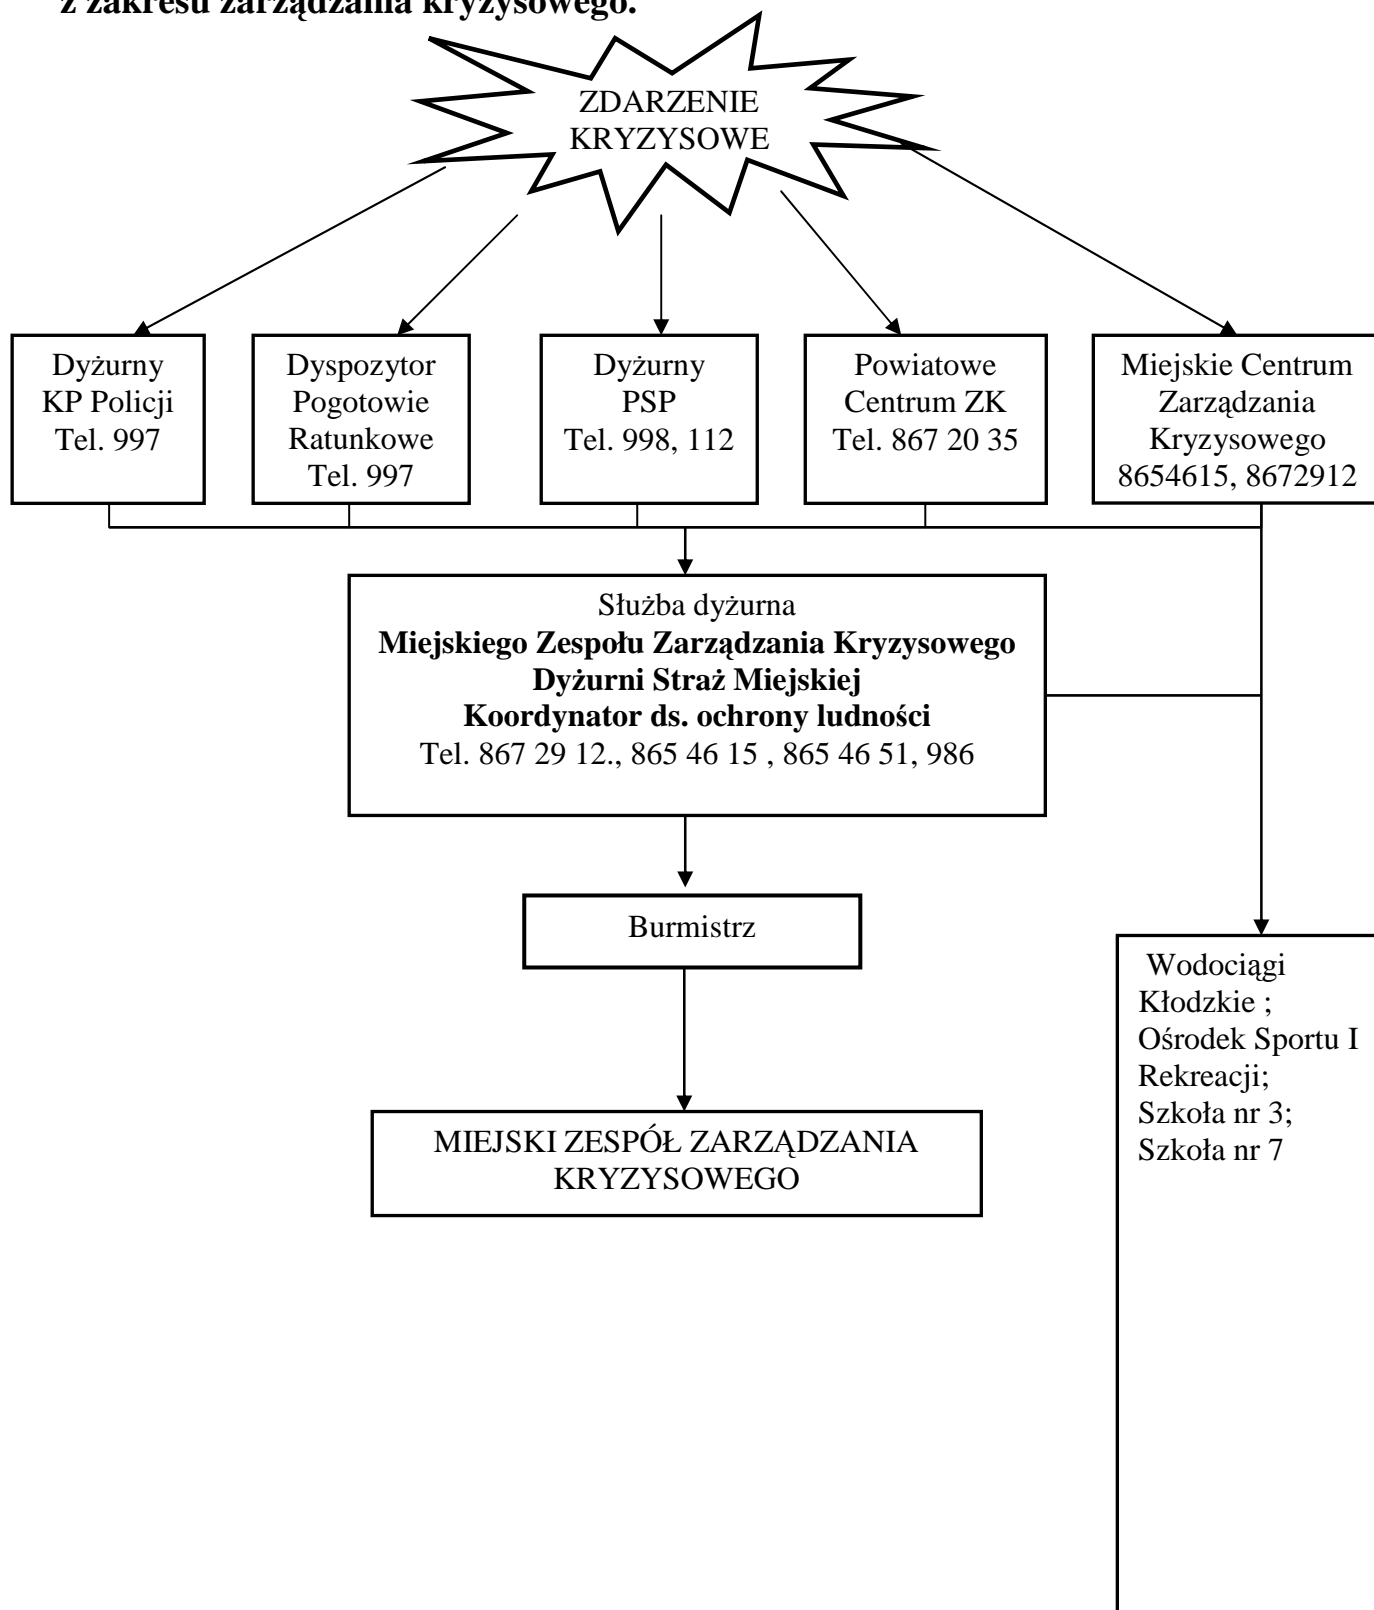 z zakresu zarządzania kryzysowego.
ZDARZENIE
KRYZYSOWE
Dyżurny
KP Policji
Tel. 997
Dyspozytor
Pogotowie
Ratunkowe
Tel. 997
Dyżurny
PSP
Tel. 998, 112
Powiatowe
Centrum ZK
Tel. 867 20 35
Miejskie Centrum
Zarządzania
Kryzysowego
8654615, 8672912
Służba dyżurna
Miejskiego Zespołu Zarządzania Kryzysowego
Dyżurni Straż Miejskiej
Koordynator ds. ochrony ludności
Tel. 867 29 12., 865 46 15 , 865 46 51, 986
Burmistrz
Wodociągi
Kłodzkie ;
Ośrodek Sportu I
Rekreacji;
Szkoła nr 3;
Szkoła nr 7
MIEJSKI ZESPÓŁ ZARZĄDZANIA
KRYZYSOWEGO